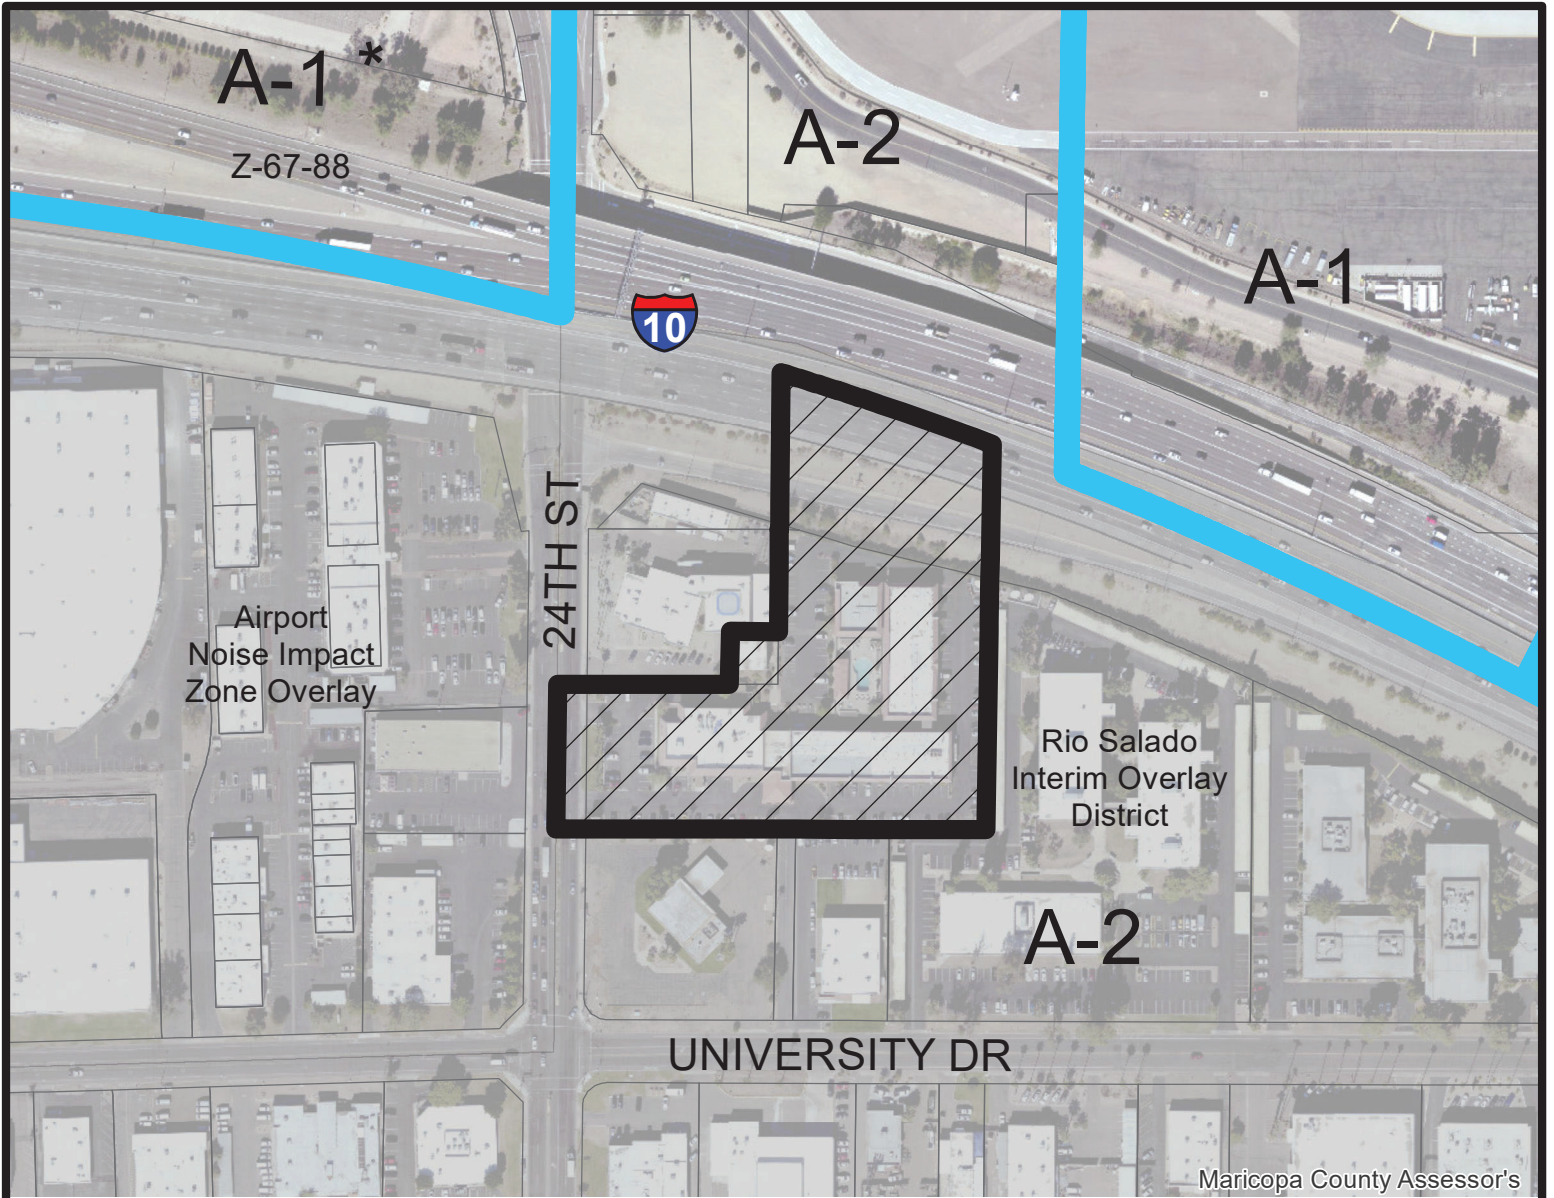 A-1 *
Z-67-88
A-2
A-1
10
24TH ST
Airport
Noise Impact
Zone Overlay
Rio Salado
Interim Overlay
District
A-2
UNIVERSITY DR
Maricopa County Assessor's